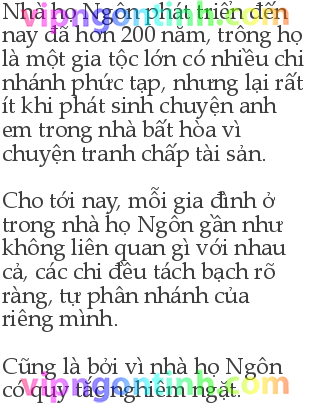 Nhà họ Ngôn phát triển đến
nay đã hơn 200 năm, trông họ
là một gia tộc lớn có nhiều chi
nhánh phức tạp, nhưng lại rất
ít khi phát sinh chuyện anh
em trong nhà bất hòa vì
chuyện tranh chấp tài sản.
Cho tới nay, mỗi gia đình ở
trong nhà họ Ngôn gần như
không liên quan gì với nhau
cả, các chi đều tách bạch rõ
ràng, tự phân nhánh của
riêng mình.
Cũng là bởi vì nhà họ Ngôn
có quy tắc nghiêm ngặt.
vipngontinh.com
vipngontinh.com